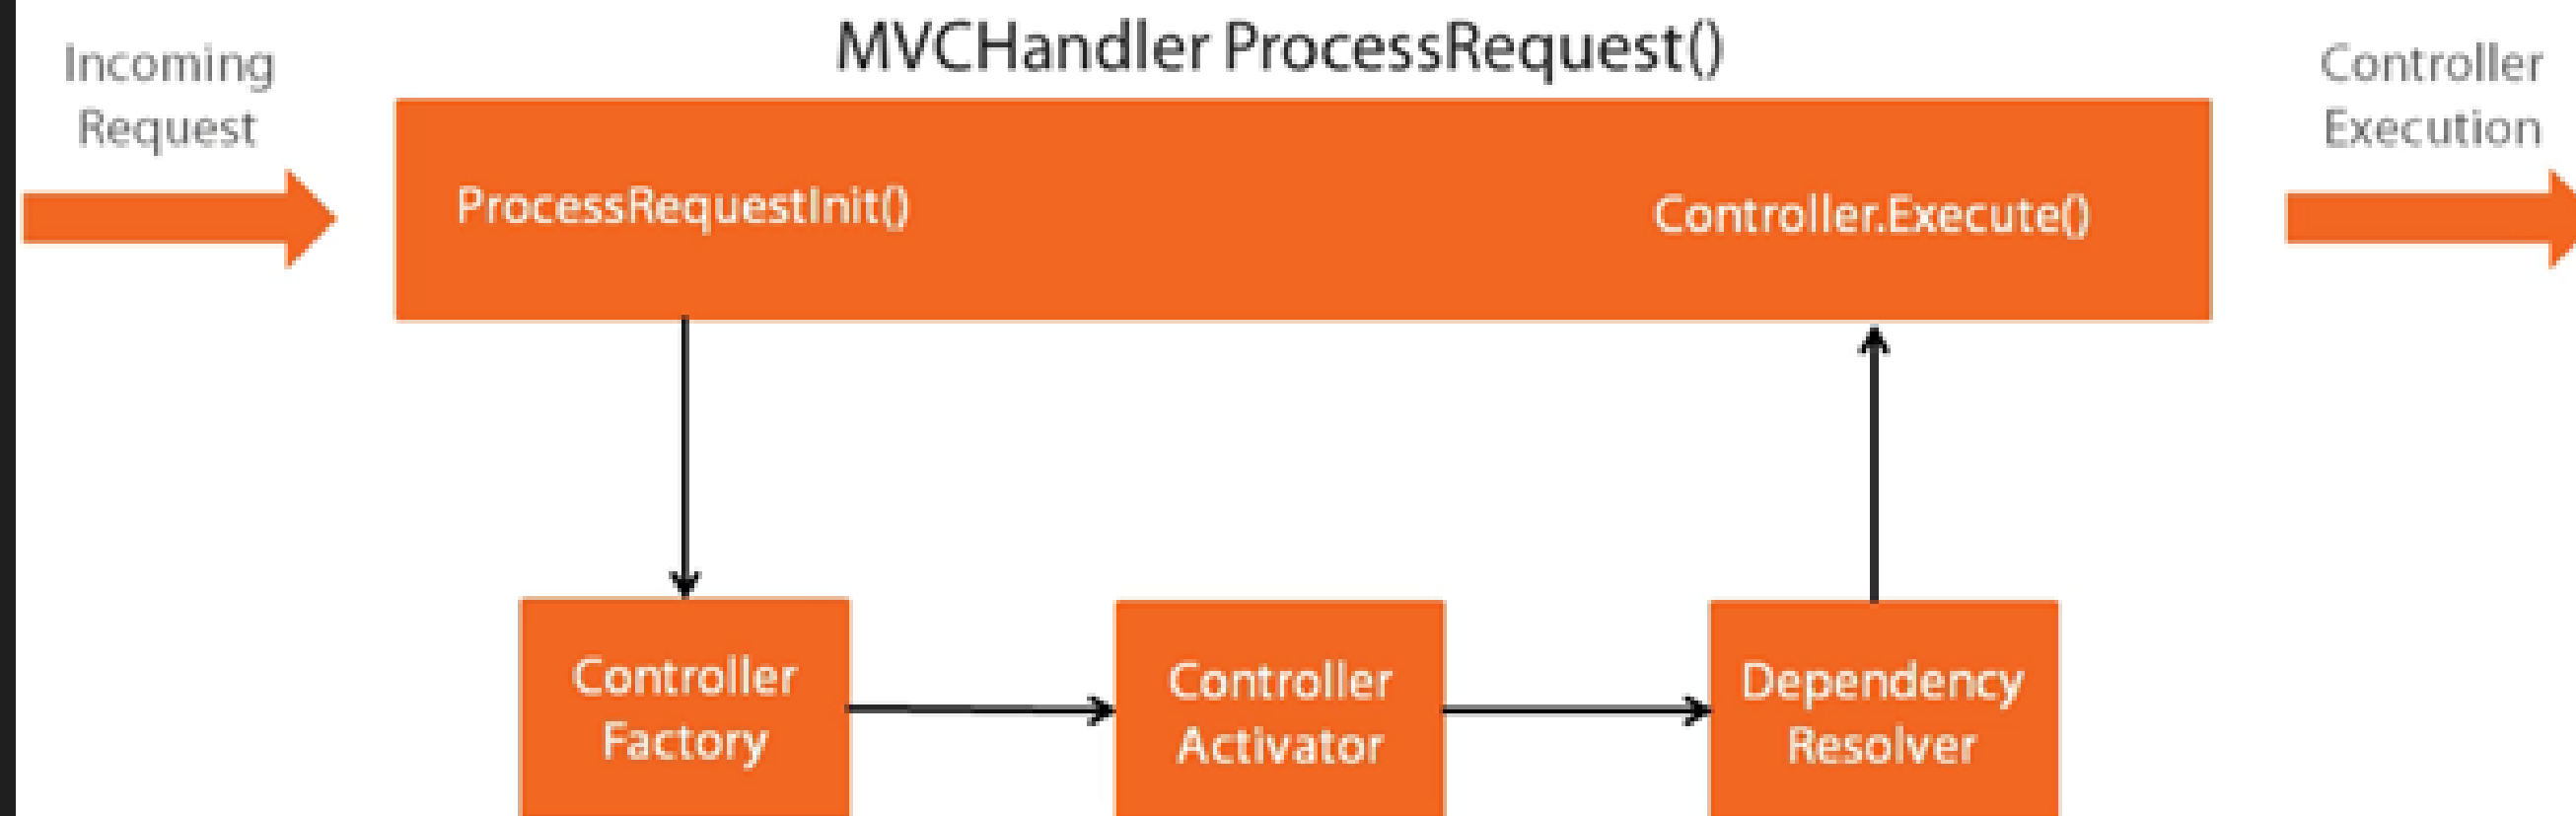 MVCHandler ProcessRequest()
Incoming
Request
ProcessRequestInit()
Controller.Execute()
Controller
Execution
Controller
Factory
Controller
Activator
Dependency
Resolver